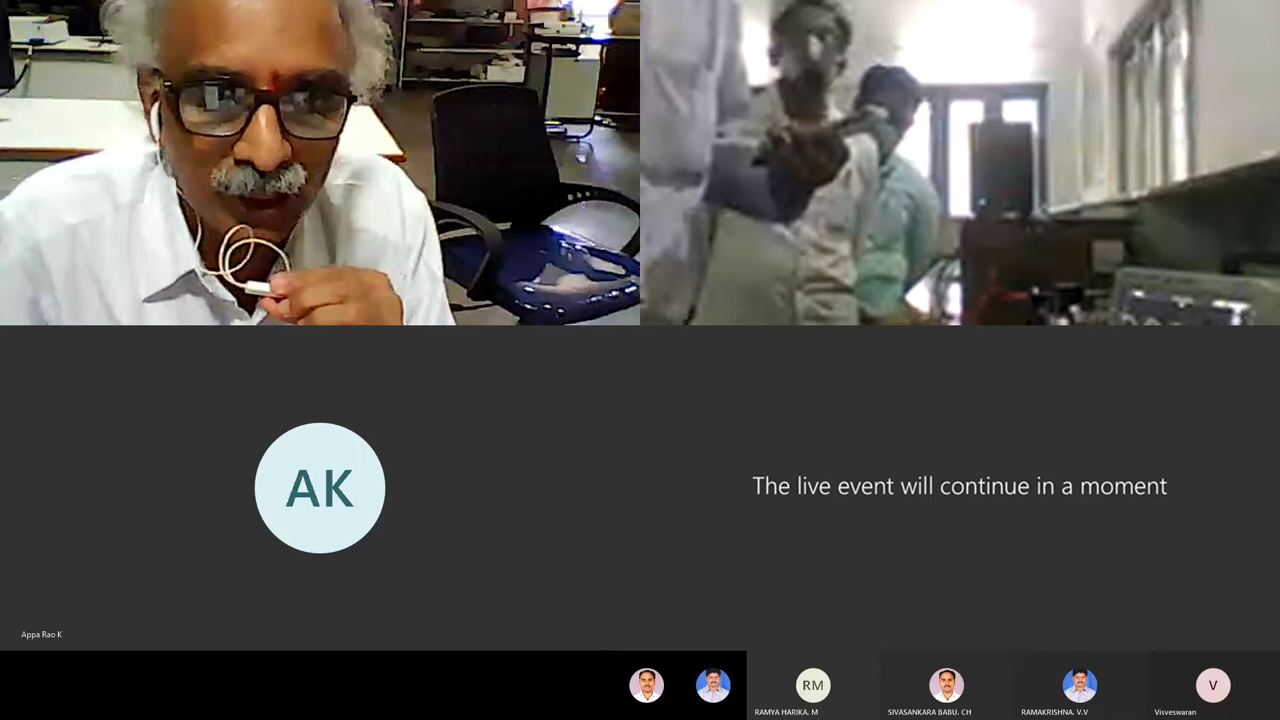 AK
The live event will continue in a moment
Appa Rao K
RM
V
RAMYA HARIKA. M
SIVASANKARA BABU. CH
RAMAKRISHNA. V.V
Visveswaran